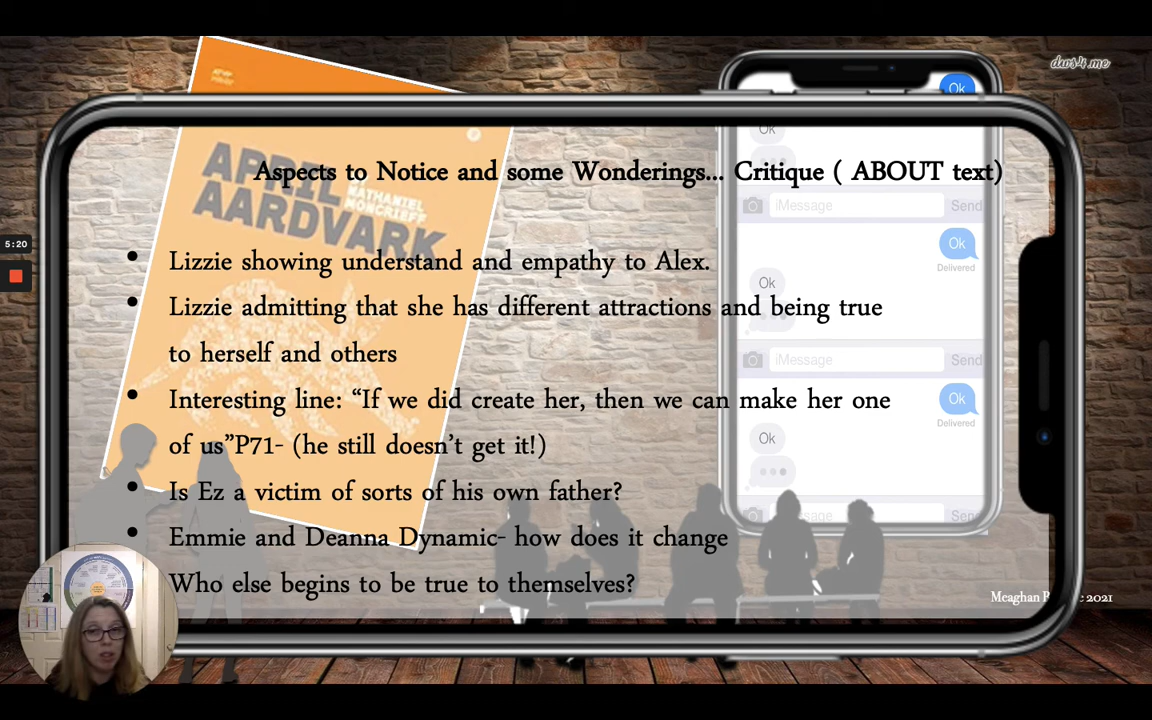 dws4.me
Ok
Ok
Aspects to Notice and some Wonderings... Critique ( ABOUT text)
APRIL
AARDVARK
NATHANIEL
MONCRIEFF
iMessage
Send
Ok
Delivered
5:20
• Lizzie showing understand and empathy to Alex.
Ok
• Lizzie admitting that she has different attractions and being true
to herself and others
iMessage
Send
• Interesting line: “If we did create her, then we can make her one
of us”P71- (he still doesn’t get it!)
Ok
Delivered
Ok
• Is Ez a victim of sorts of his own father?
Send
• Emmie and Deanna Dynamic- how does it change
Who else begins to be true to themselves?
Meaghan 2021